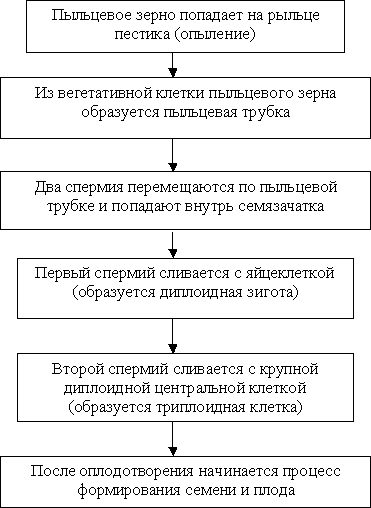 Пыльцевое зерно попадает на рыльце
пестика (опыление)
Из вегетативной клетки пыльцевого зерна
образуется пыльцевая трубка
Два спермия перемещаются по пыльцевой
трубке и попадают внутрь семязачатка
Первый спермий сливается с яйцеклеткой
(образуется диплоидная зигота)
Второй спермий сливается с крупной
диплоидной центральной клеткой
(образуется триплоидная клетка)
После оплодотворения начинается процесс
формирования семени и плода